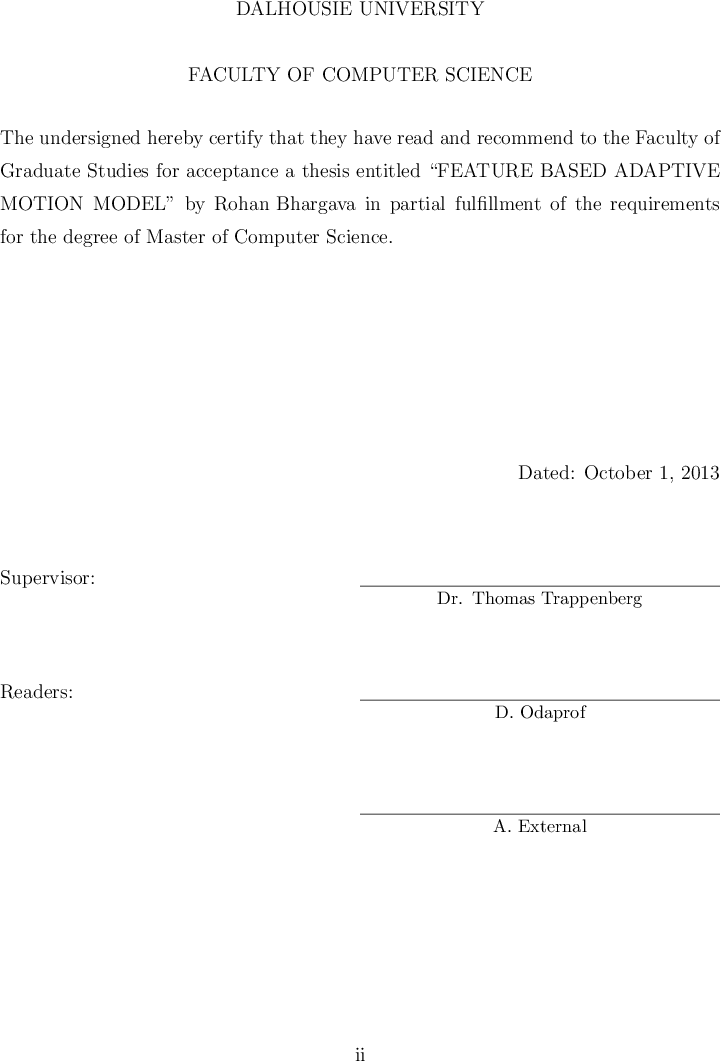 DALHOUSIE UNIVERSITY
FACULTY OF COMPUTER SCIENCE
The undersigned hereby certify that they have read and recommend to the Faculty of
Graduate Studies for acceptance a thesis entitled “FEATURE BASED ADAPTIVE
MOTION MODEL” by Rohan Bhargava in partial fulfillment of the requirements
for the degree of Master of Computer Science.
Dated: October 1, 2013
Supervisor:
Dr. Thomas Trappenberg
Readers:
D. Odaprof
A. External
ii